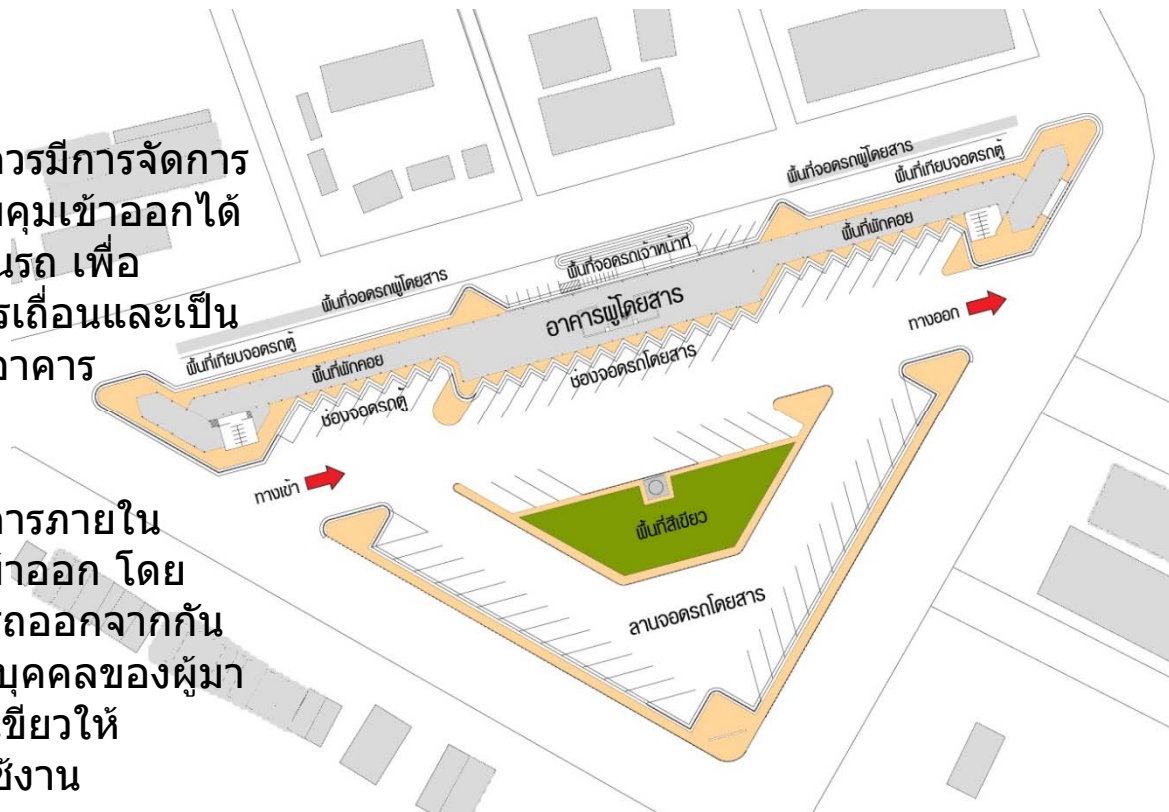 ควรมีการจัดการ
คุมเข้าออกได้
นรถ เพื่อ
รเถื่อนและเป็น
อาคาร
การภายใน
ข้าออก โดย
รถออกจากกัน
บุคคลของผู้มา
เขียวให้
ช้งาน
พื้นที่จอดรถผู้โดยสาร
พื้นที่เทียบจอดรถตู้
พื้นที่พักคอย
พื้นที่จอดรถเจ้าหน้าที่
พื้นที่จอดรถผู้โดยสาร
อาคารผู้โดยสาร
ทางออก
พื้นที่เทียบจอดรถตู้
พื้นที่พักคอย
ช่องจอดรถโดยสาร
ช่องจอดรถตู้
ทางเข้า
พื้นที่สีเขียว
ลานจอดรถโดยสาร